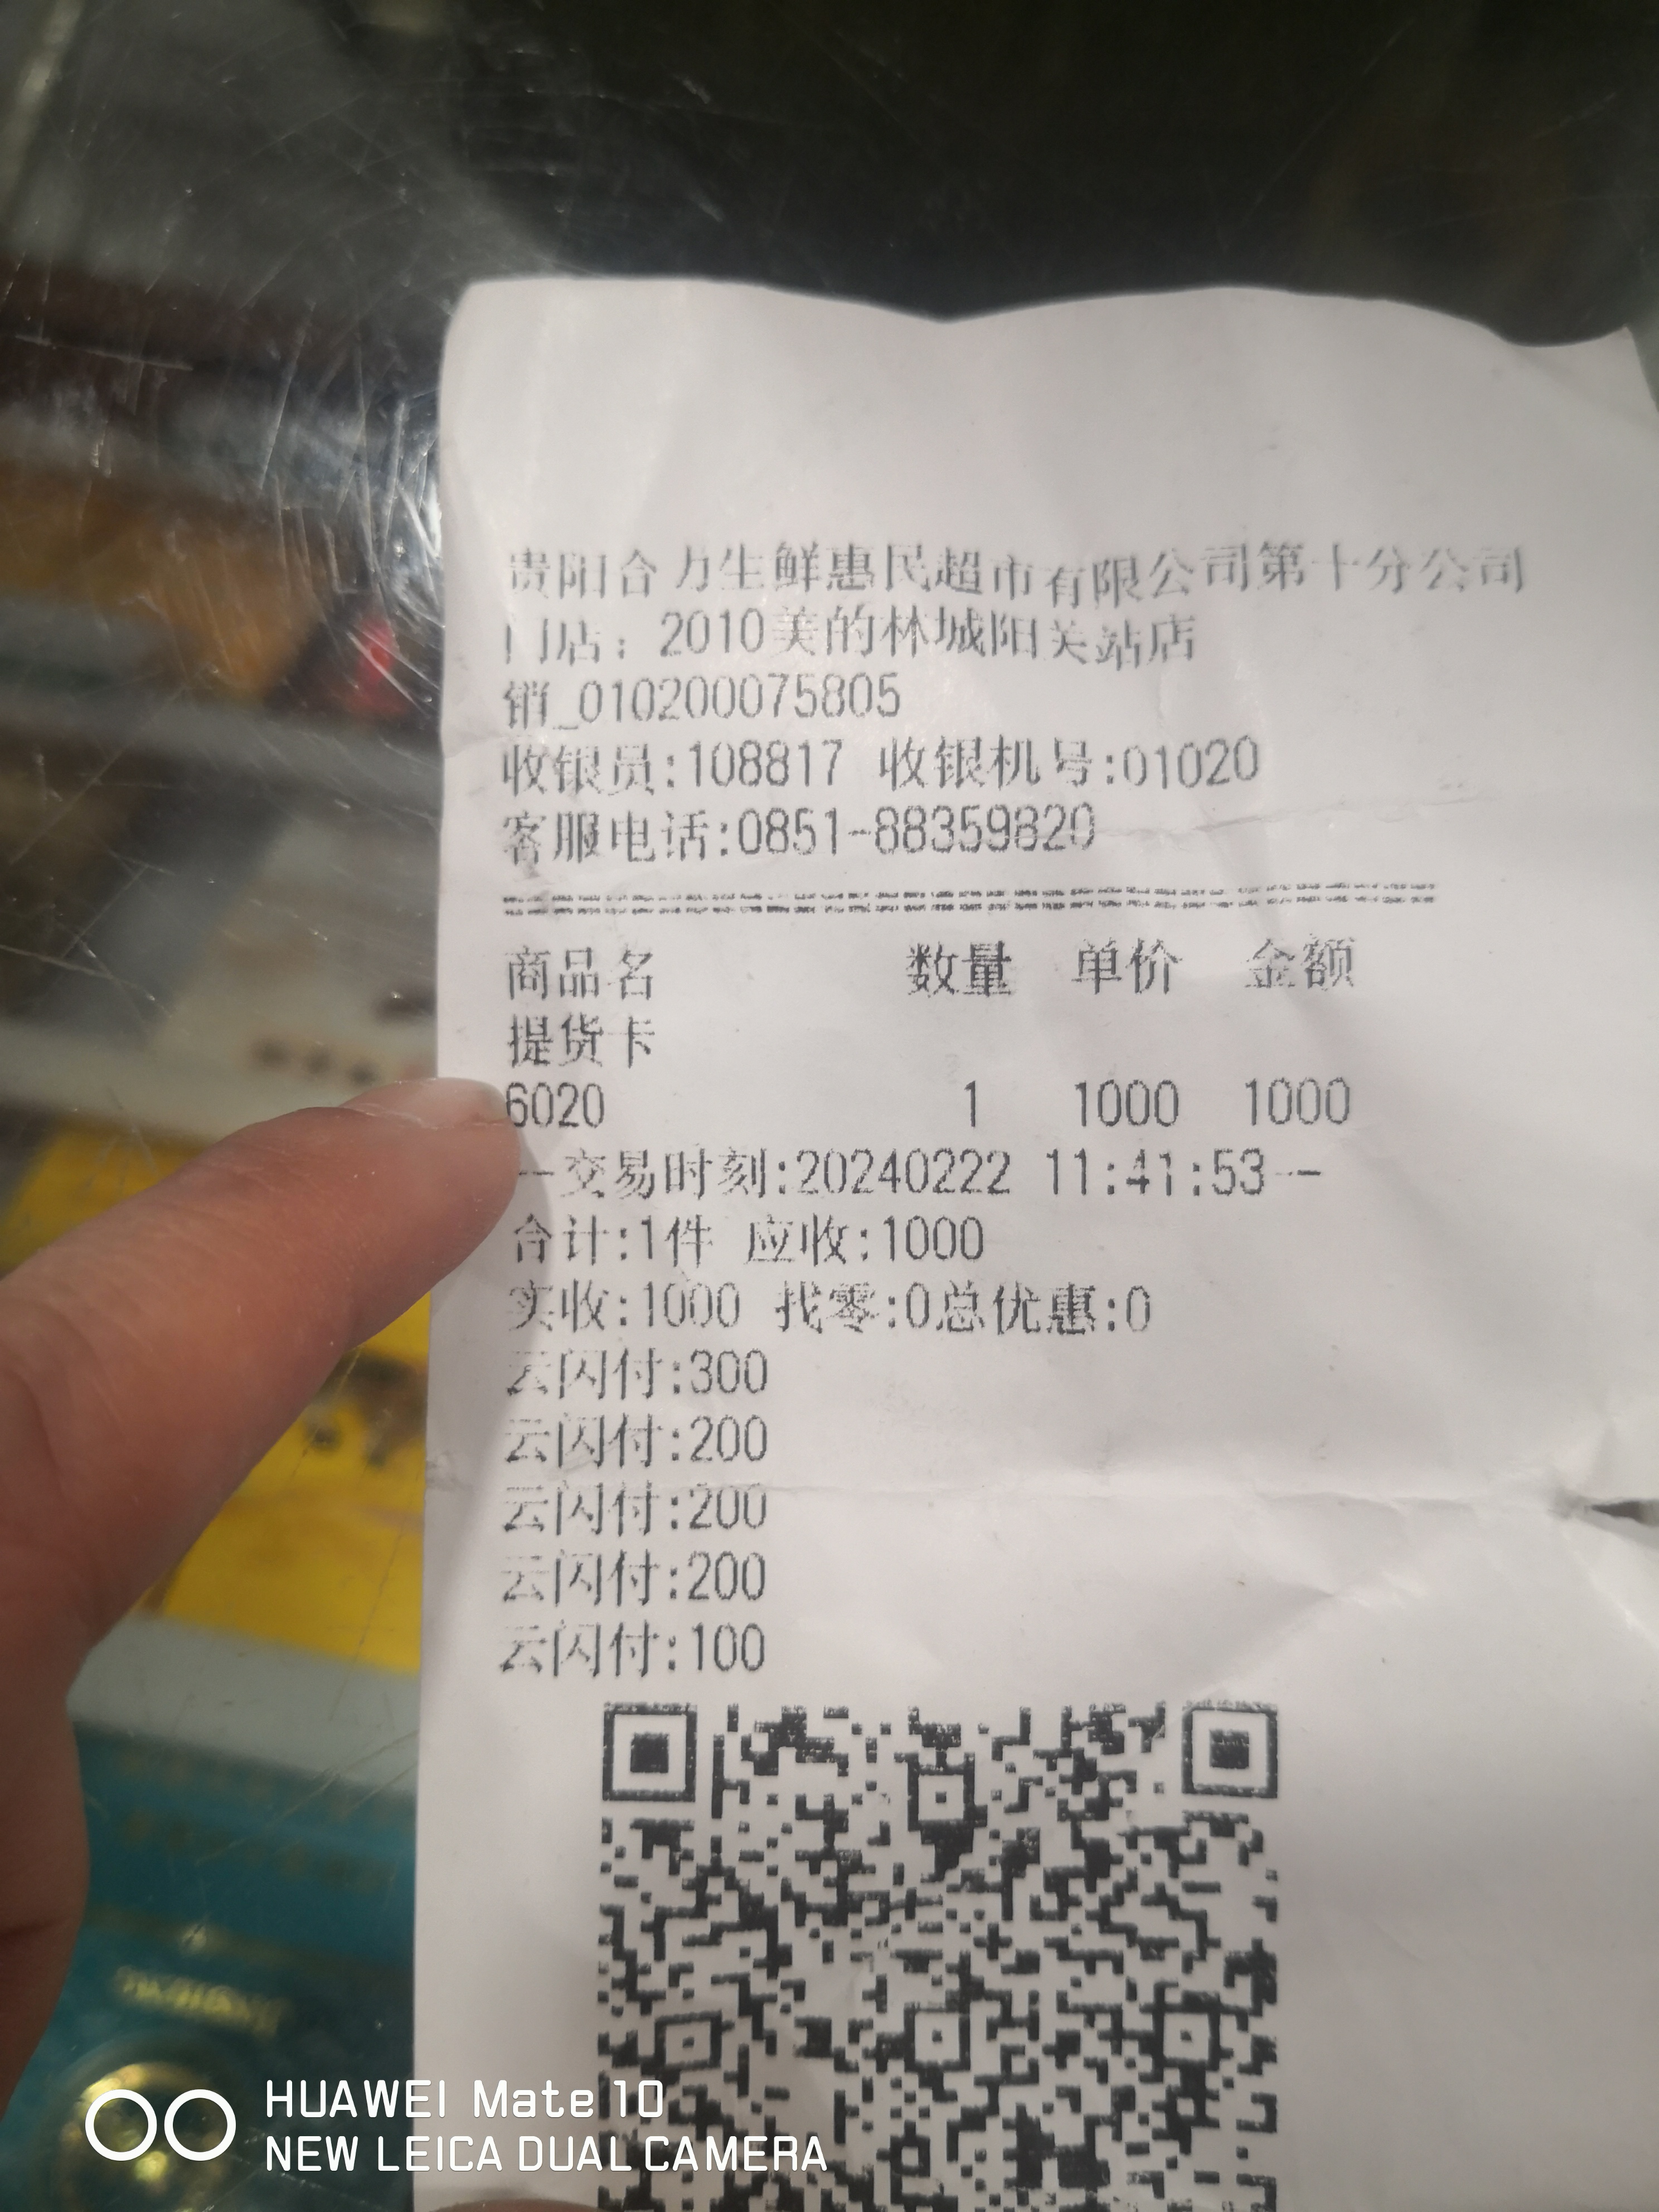 贵阳合力生鲜惠民超市有限公司第十分公司
门店：2010美的林城阳关站店
销_010200075805
收银员:108817 收银机号:01020
客服电话:0851-88359820
商品名 数量 单价 金额
提货卡
6020 1 1000 1000
--交易时刻:20240222 11:41:53--
合计:1件 应收:1000
实收:1000 找零:0总优惠:0
云闪付:300
云闪付:200
云闪付:200
云闪付:200
云闪付:100
HUAWEI Mate 10
NEW LEICA DUAL CAMERA